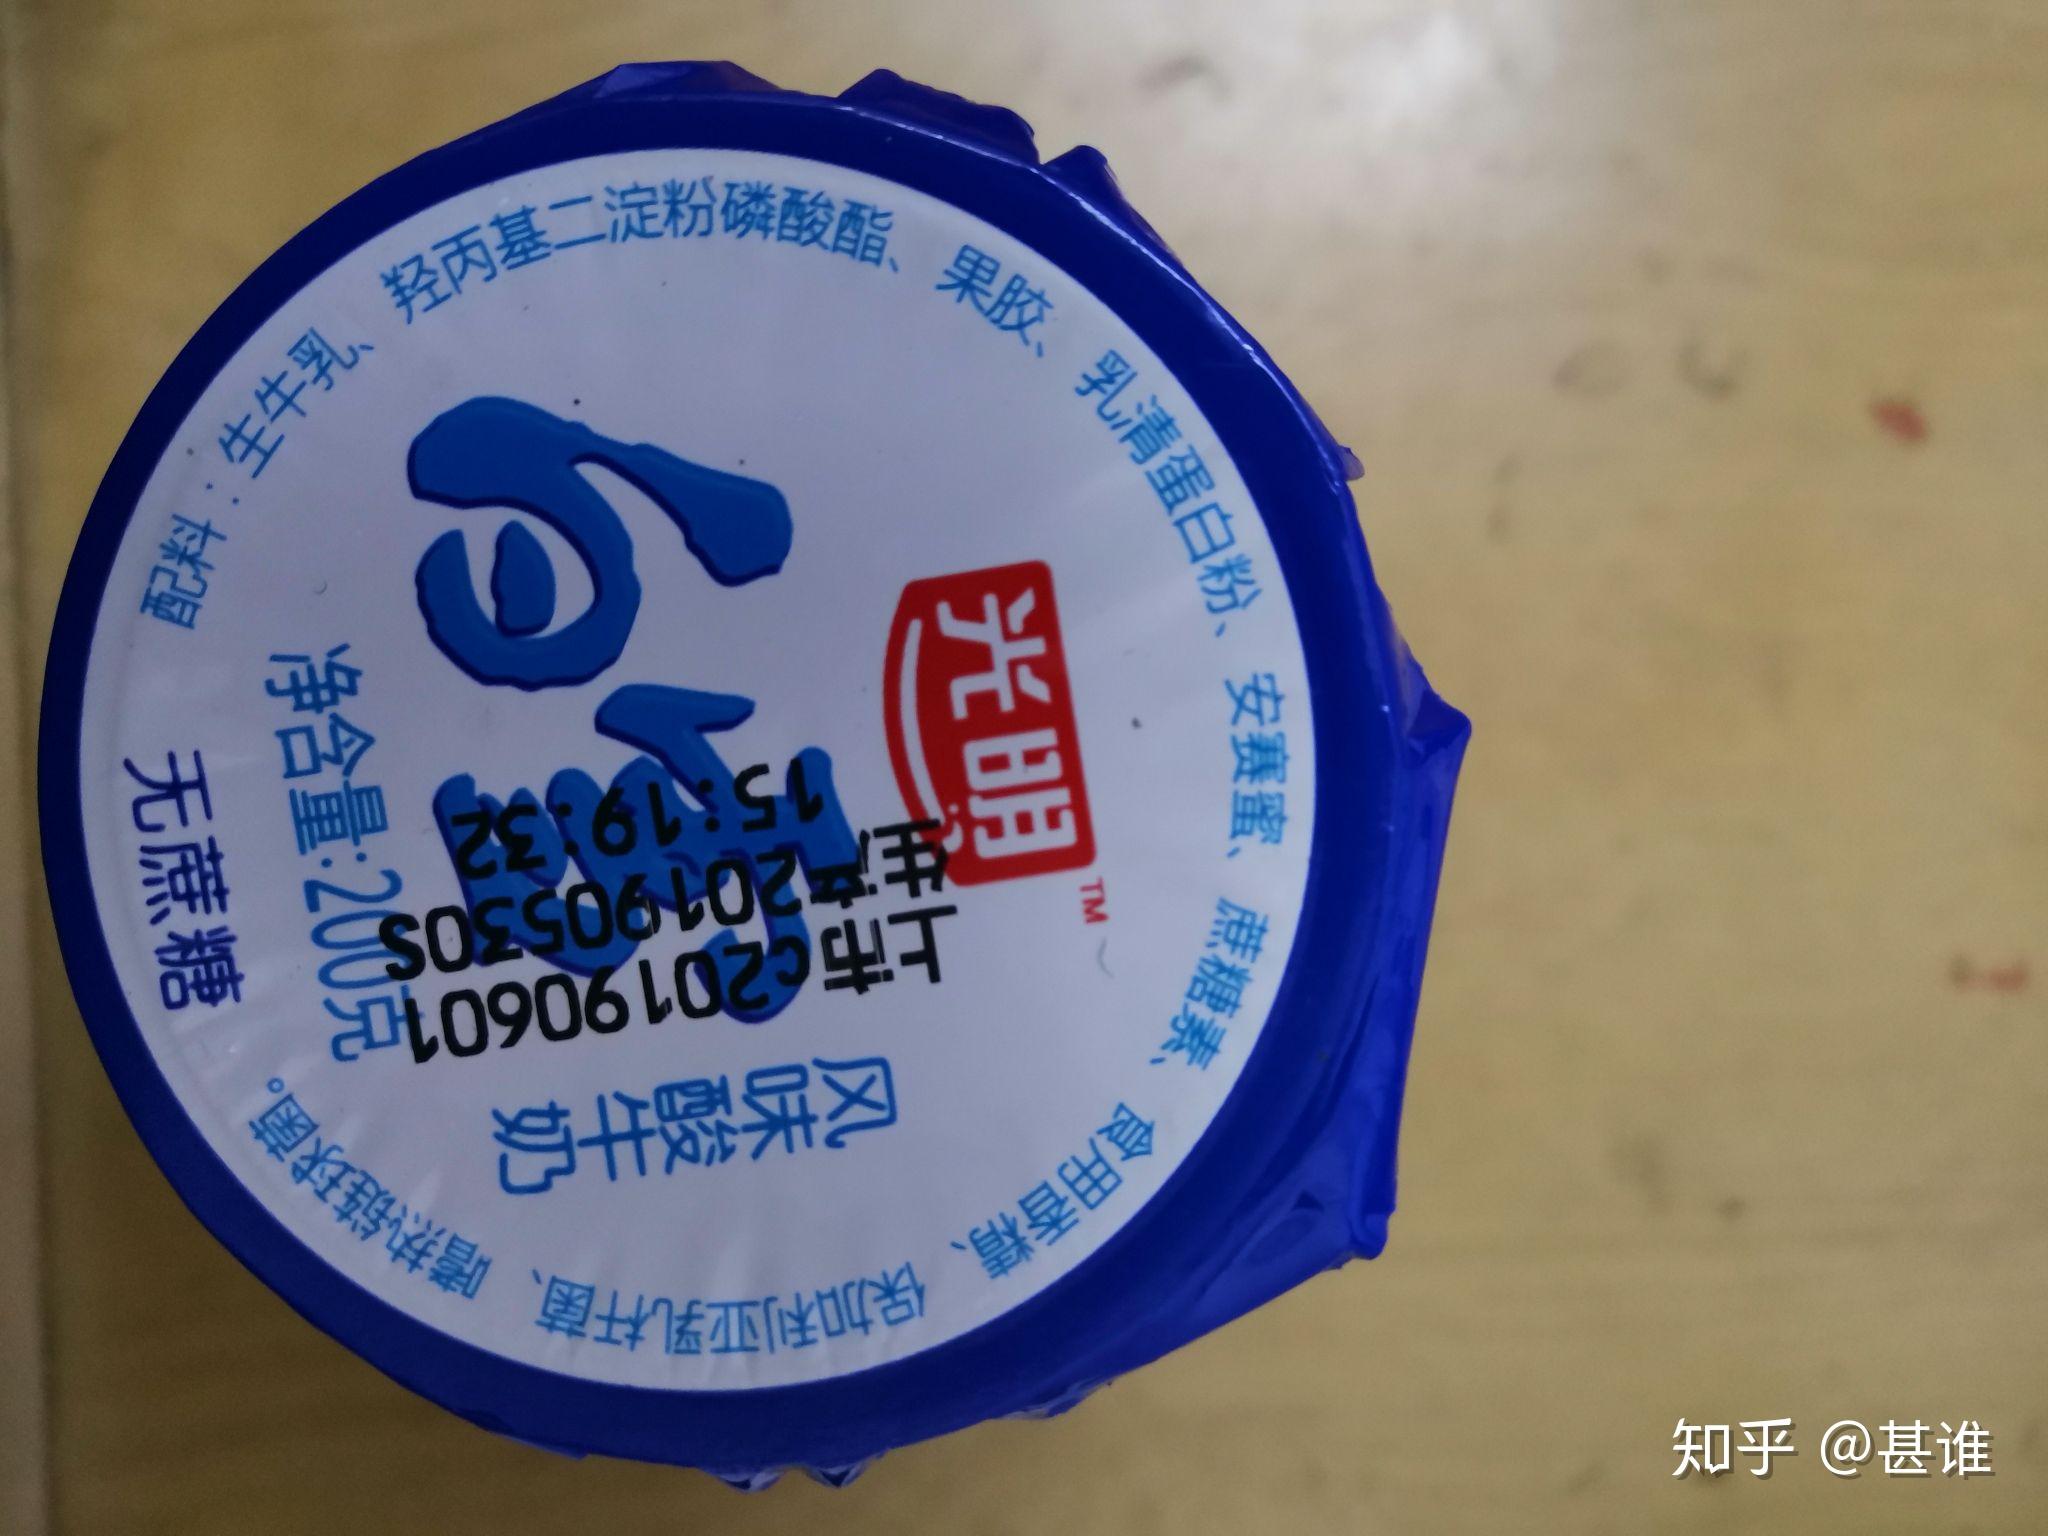 光明
TM
e+益生菌
风味酸牛奶
净含量:200克
无蔗糖
配料：生牛乳、羟丙基二淀粉磷酸酯、果胶、乳清蛋白粉、安赛蜜、蔗糖素、食用香精、保加利亚乳杆菌、嗜热链球菌。
上市C20190601
生产20190530S
15:19:32
知乎 @甚谁